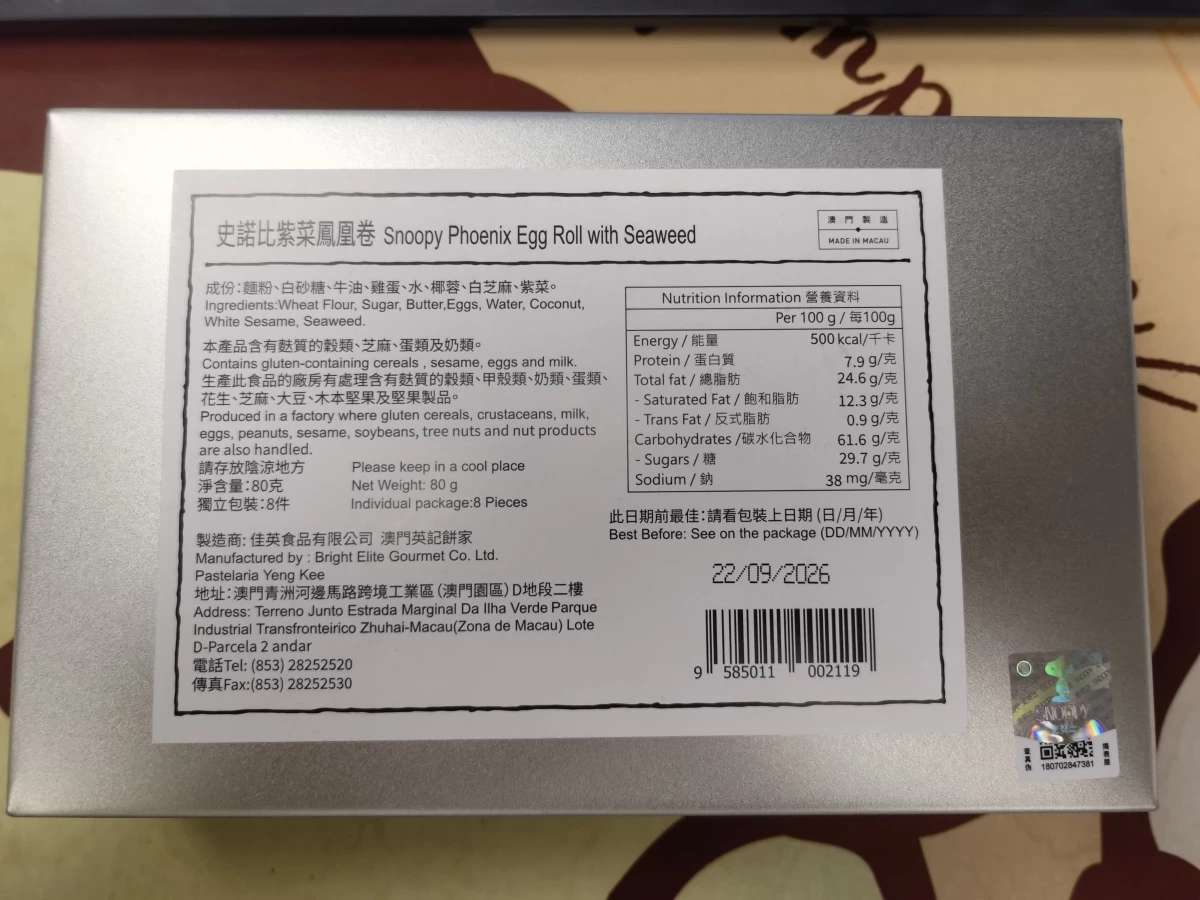 史諾比紫菜鳳凰卷 Snoopy Phoenix Egg Roll with Seaweed
澳門製造
MADE IN MACAU
成份:麵粉、白砂糖、牛油、雞蛋、水、椰蓉、白芝麻、紫菜。
Ingredients:Wheat Flour, Sugar, Butter,Eggs, Water, Coconut,
White Sesame, Seaweed.
本產品含有麩質的穀類、芝麻、蛋類及奶類。
Contains gluten-containing cereals , sesame, eggs and milk.
生產此食品的廠房有處理含有麩質的穀類、甲殼類、奶類、蛋類、
花生、芝麻、大豆、木本堅果及堅果製品。
Produced in a factory where gluten cereals, crustaceans, milk,
eggs, peanuts, sesame, soybeans, tree nuts and nut products
are also handled.
請存放陰涼地方 Please keep in a cool place
淨含量:80克 Net Weight: 80 g
獨立包裝:8件 Individual package:8 Pieces
製造商: 佳英食品有限公司 澳門英記餅家
Manufactured by : Bright Elite Gourmet Co. Ltd.
Pastelaria Yeng Kee
地址:澳門青洲河邊馬路跨境工業區(澳門園區)D地段二樓
Address: Terreno Junto Estrada Marginal Da Ilha Verde Parque
Industrial Transfronteirico Zhuhai-Macau(Zona de Macau) Lote
D-Parcela 2 andar
電話Tel: (853) 28252520
傳真Fax:(853) 28252530
Nutrition Information 營養資料
Per 100 g / 每100g
Energy / 能量 500 kcal/千卡
Protein / 蛋白質 7.9 g/克
Total fat / 總脂肪 24.6 g/克
- Saturated Fat / 飽和脂肪 12.3 g/克
- Trans Fat / 反式脂肪 0.9 g/克
Carbohydrates /碳水化合物 61.6 g/克
- Sugars / 糖 29.7 g/克
Sodium / 鈉 38 mg/毫克
此日期前最佳:請看包裝上日期 (日/月/年)
Best Before: See on the package (DD/MM/YYYY)
22/09/2026
9 585011 002119
SNOOPY
查真偽
揭表層
180702847381